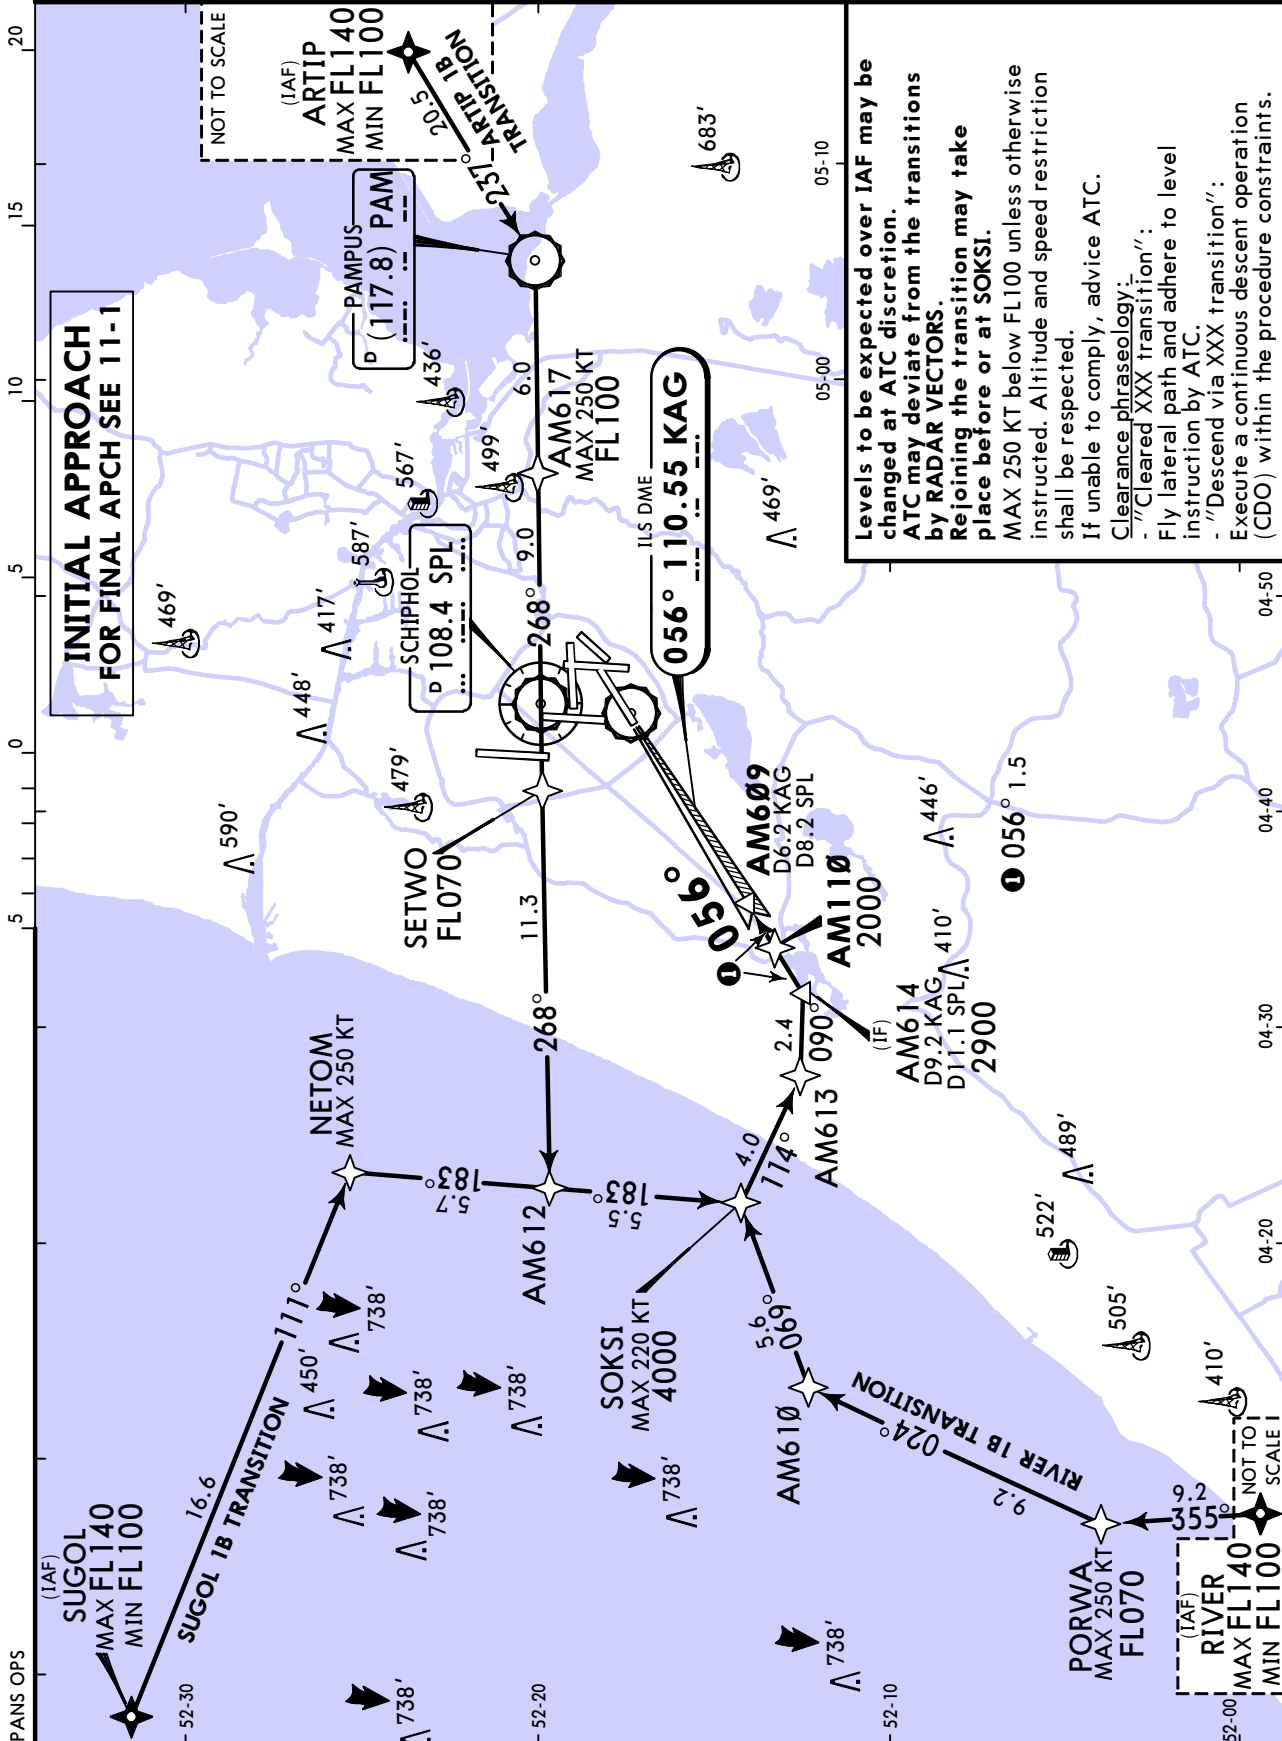 PANS OPS
INITIAL APPROACH
FOR FINAL APCH SEE 11-1
5
0
5
10
15
20
NOT TO SCALE
(IAF)
ARTIP
MAX FL140
MIN FL100
20.5
237°
ARTIP 1B
TRANSITION
PAMPUS
D (117.8) PAM
(IAF)
SUGOL
MAX FL140
MIN FL100
16.6
SUGOL 1B TRANSITION
111°
NETOM
MAX 250 KT
5.7
183°
AM612
5.5
183°
268°
11.3
SETWO
FL070
SCHIPHOL
D 108.4 SPL
268°
9.0
AM617
MAX 250 KT
FL100
6.0
469'
448'
417'
587'
567'
436'
499'
479'
590'
683'
469'
450'
738'
738'
738'
738'
738'
738'
738'
738'
ILS DME
056° 110.55 KAG
SOKSI
MAX 220 KT
4000
4.0
114°
AM613
2.4
090°
(IF)
AM614
D9.2 KAG
D11.1 SPL
2900
1
056°
AM609
D6.2 KAG
D8.2 SPL
AM110
2000
1 056° 1.5
446'
410'
489'
522'
505'
410'
5.6
069°
AM610
024°
9.2
RIVER 1B TRANSITION
PORWA
MAX 250 KT
FL070
9.2
355°
(IAF)
RIVER
MAX FL140
MIN FL100
NOT TO
SCALE
52-30
52-20
52-10
52-00
04-20
04-30
04-40
04-50
05-00
05-10
Levels to be expected over IAF may be
changed at ATC discretion.
ATC may deviate from the transitions
by RADAR VECTORS.
Rejoining the transition may take
place before or at SOKSI.
MAX 250 KT below FL100 unless otherwise
instructed. Altitude and speed restriction
shall be respected.
If unable to comply, advice ATC.
Clearance phraseology:
- "Cleared XXX transition":
Fly lateral path and adhere to level
instruction by ATC.
- "Descend via XXX transition":
Execute a continuous descent operation
(CDO) within the procedure constraints.